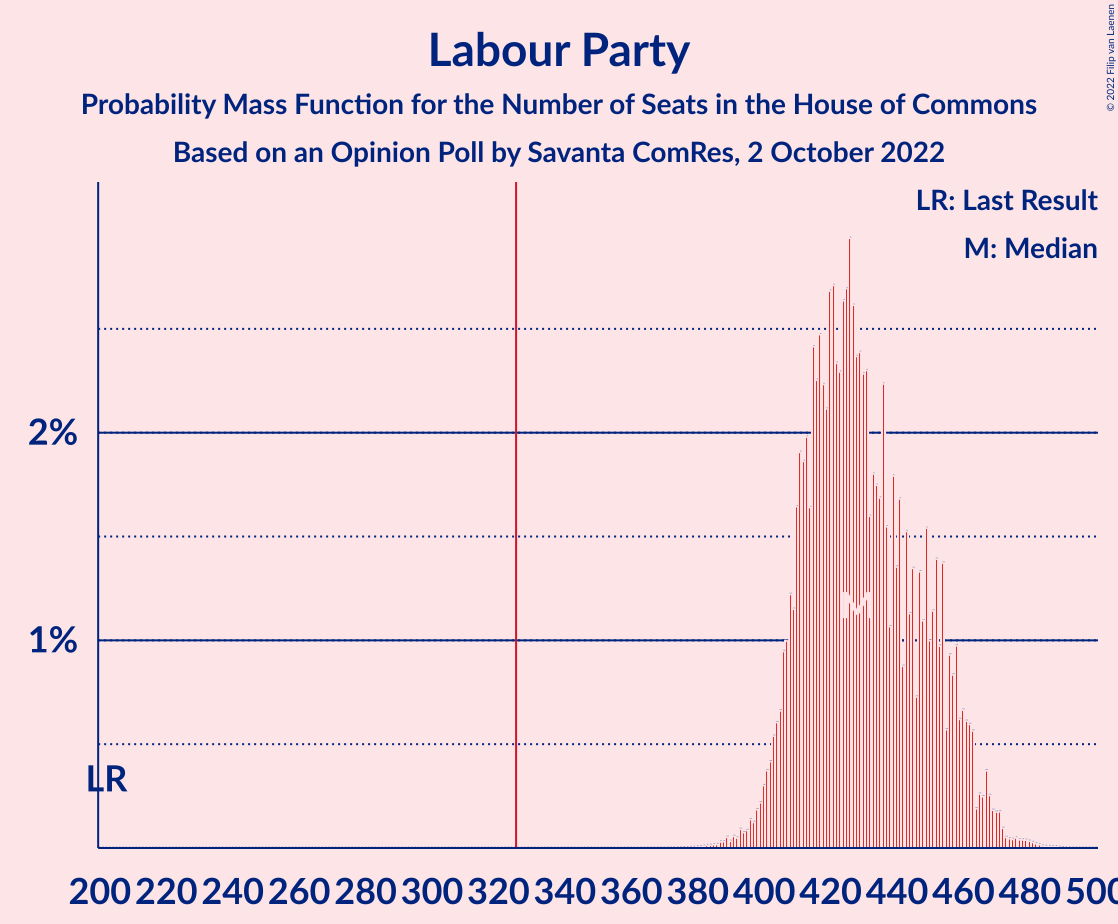 Labour Party
Probability Mass Function for the Number of Seats in the House of Commons
Based on an Opinion Poll by Savanta ComRes, 2 October 2022
© 2022 Filip van Laenen
LR: Last Result
M: Median
2%
1%
LR
M
200 220 240 260 280 300 320 340 360 380 400 420 440 460 480 500